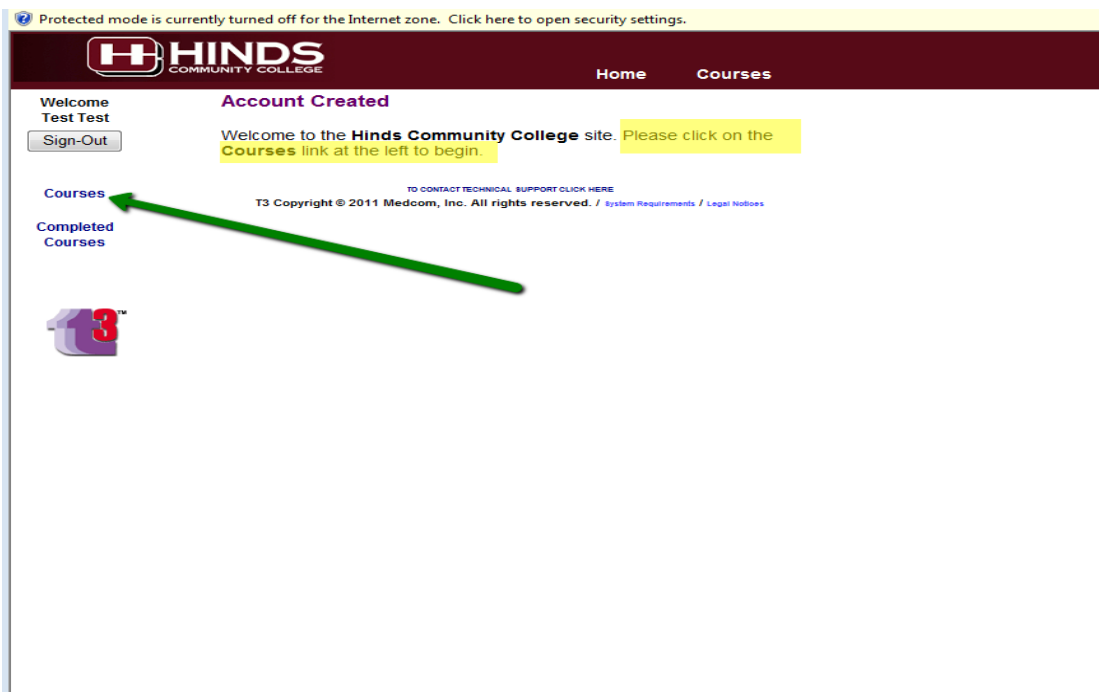 Protected mode is currently turned off for the Internet zone. Click here to open security settings.
H HINDS
COMMUNITY COLLEGE
Home Courses
Welcome
Test Test
Sign-Out
Courses
Completed
Courses
Account Created
Welcome to the Hinds Community College site. Please click on the
Courses link at the left to begin.
TO CONTACT TECHNICAL SUPPORT CLICK HERE
T3 Copyright © 2011 Medcom, Inc. All rights reserved. / System Requirements / Legal Notices
t3™